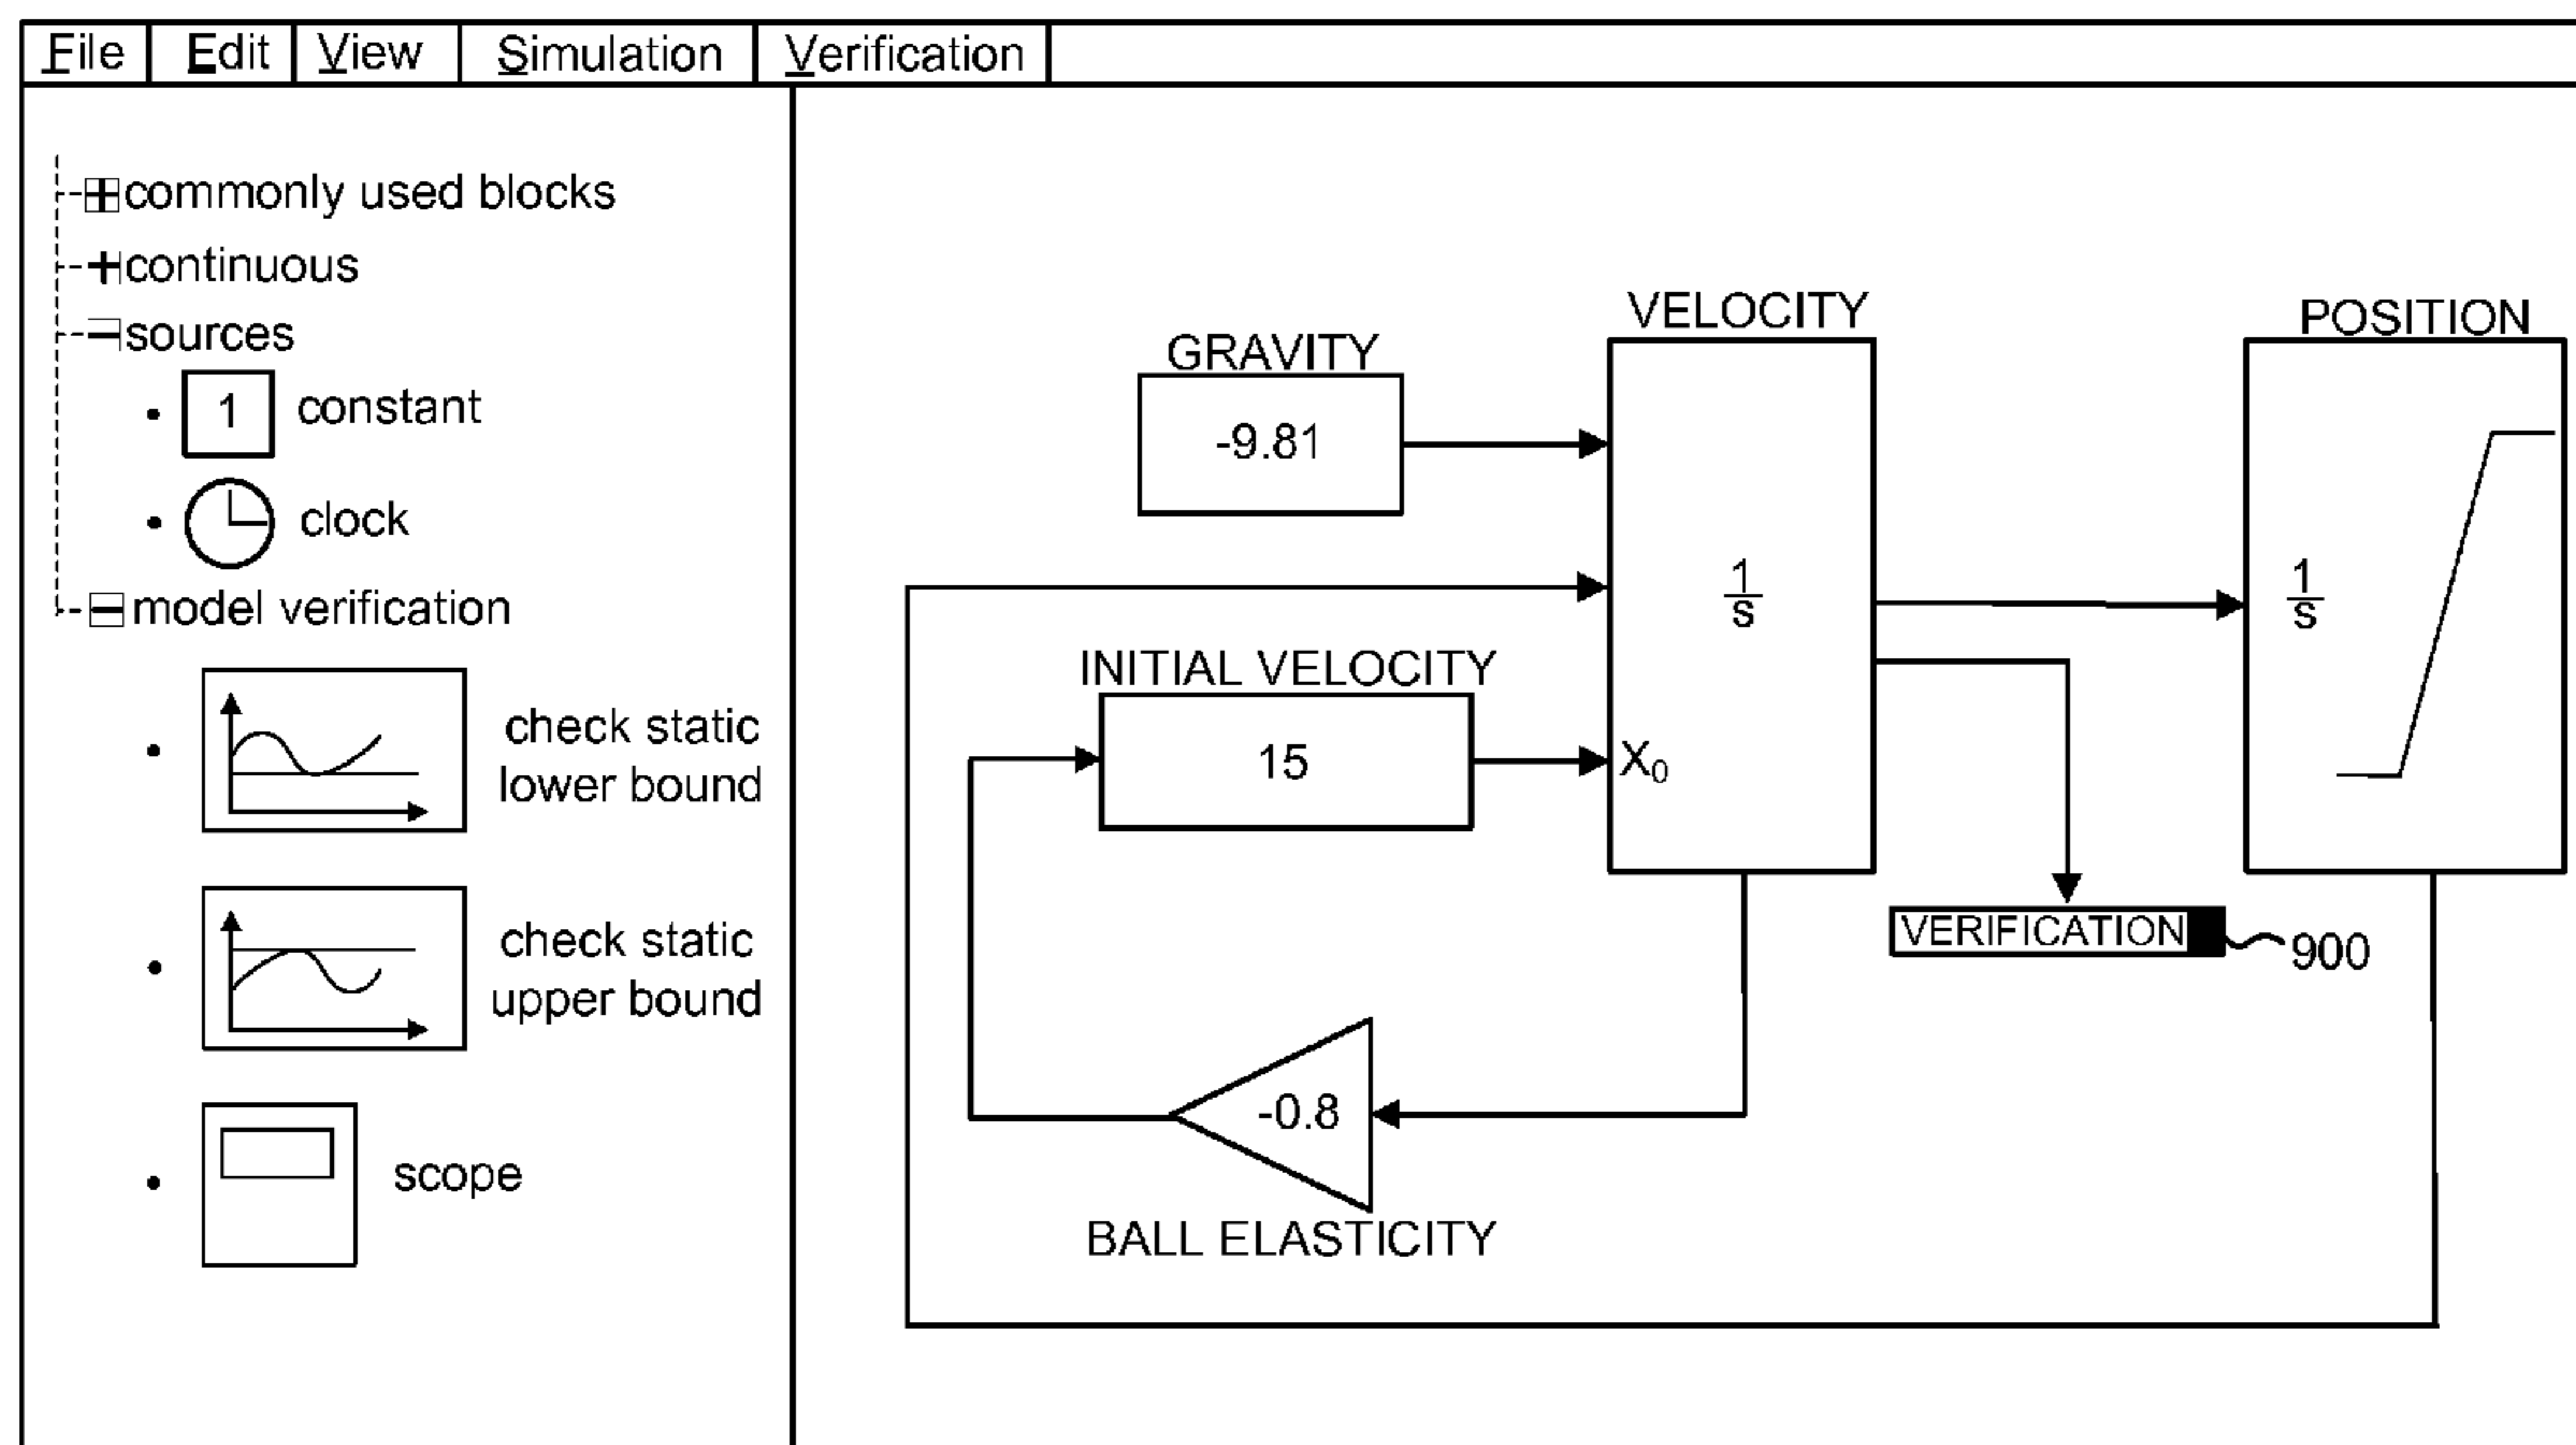 File Edit View Simulation Verification
commonly used blocks
continuous
sources
1 constant
clock
model verification
check static
lower bound
check static
upper bound
scope
GRAVITY
-9.81
VELOCITY
1
s
X₀
POSITION
1
s
INITIAL VELOCITY
15
VERIFICATION
900
-0.8
BALL ELASTICITY